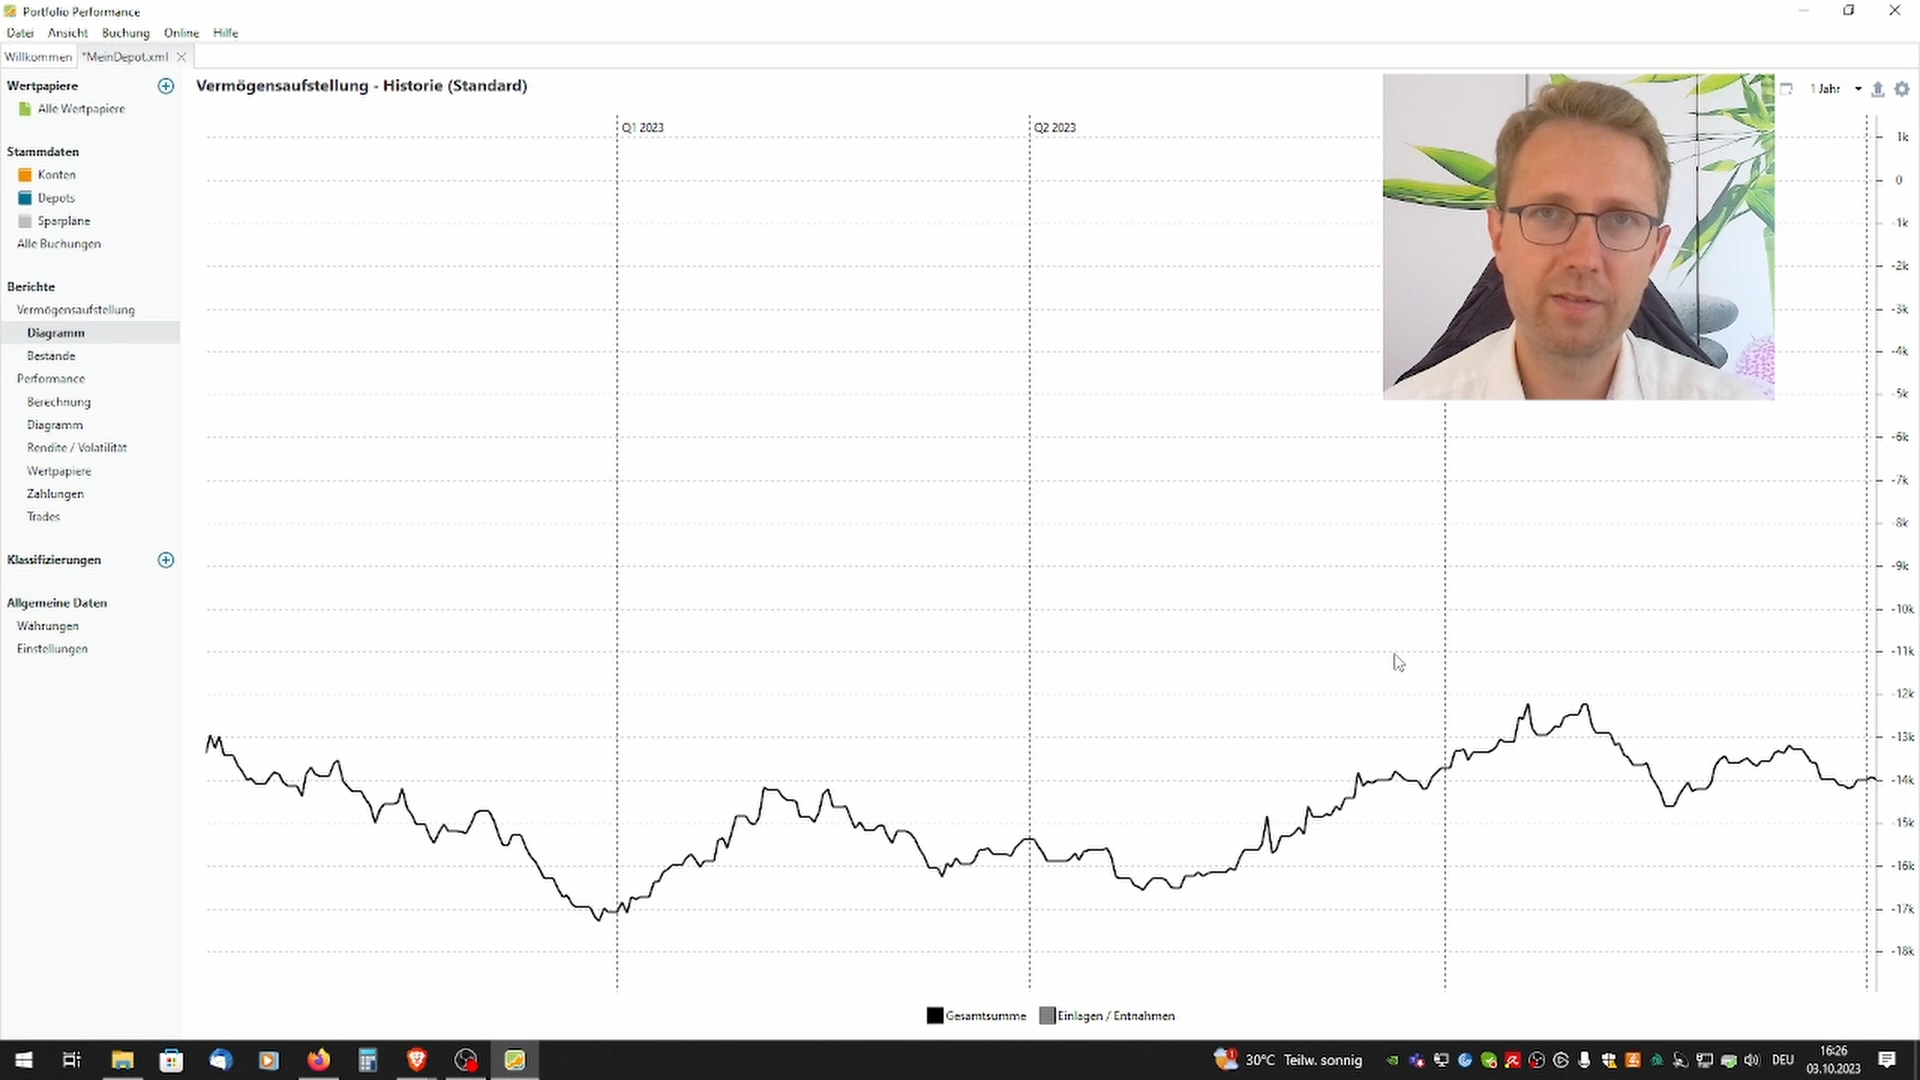 Portfolio Performance
Datei Ansicht Buchung Online Hilfe
Willkommen *MeinDepot.xml
Wertpapiere
Alle Wertpapiere
Stammdaten
Konten
Depots
Sparpläne
Alle Buchungen
Berichte
Vermögensaufstellung
Diagramm
Bestände
Performance
Berechnung
Diagramm
Rendite / Volatilität
Wertpapiere
Zahlungen
Trades
Klassifizierungen
Allgemeine Daten
Währungen
Einstellungen
Vermögensaufstellung - Historie (Standard)
1 Jahr
Q1 2023
Q2 2023
1k
0
-1k
-2k
-3k
-4k
-5k
-6k
-7k
-8k
-9k
-10k
-11k
-12k
-13k
-14k
-15k
-16k
-17k
-18k
Gesamtsumme Einlagen / Entnahmen
1 30°C Teilw. sonnig
DEU
16:26
03.10.2023